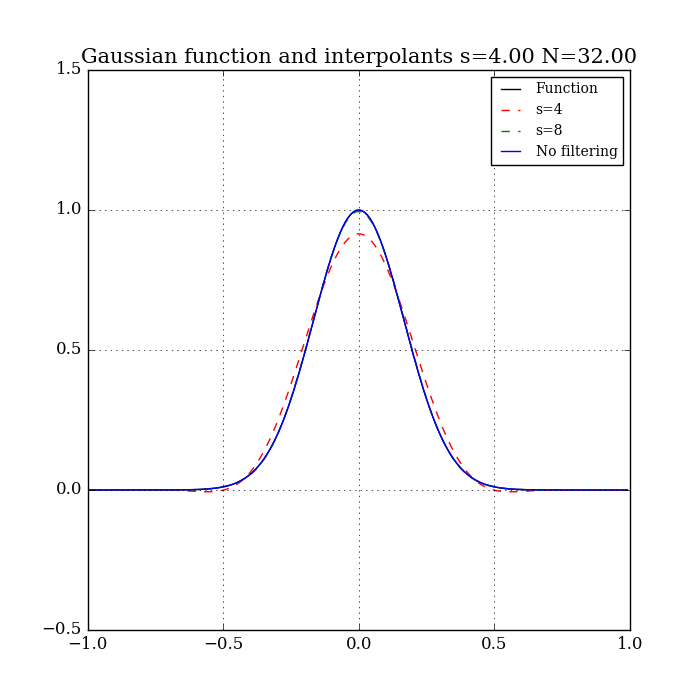 Gaussian function and interpolants s=4.00 N=32.00
1.5
Function
s=4
s=8
No filtering
1.0
0.5
0.0
−0.5
−1.0 −0.5 0.0 0.5 1.0